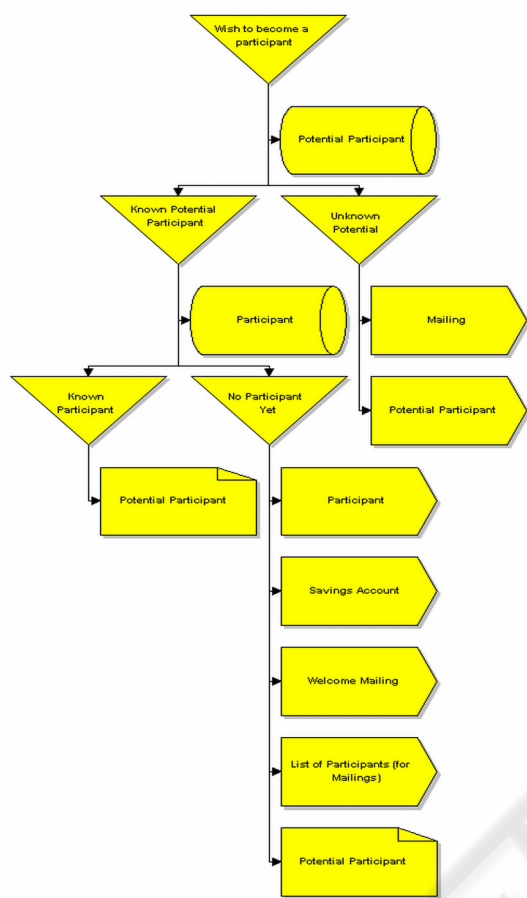 Wish to become a
participant
Potential Participant
Known Potential
Participant
Unknown
Potential
Participant
Mailing
Known
Participant
No Participant
Yet
Potential Participant
Potential Participant
Participant
Savings Account
Welcome Mailing
List of Participants (for
Mailings)
Potential Participant